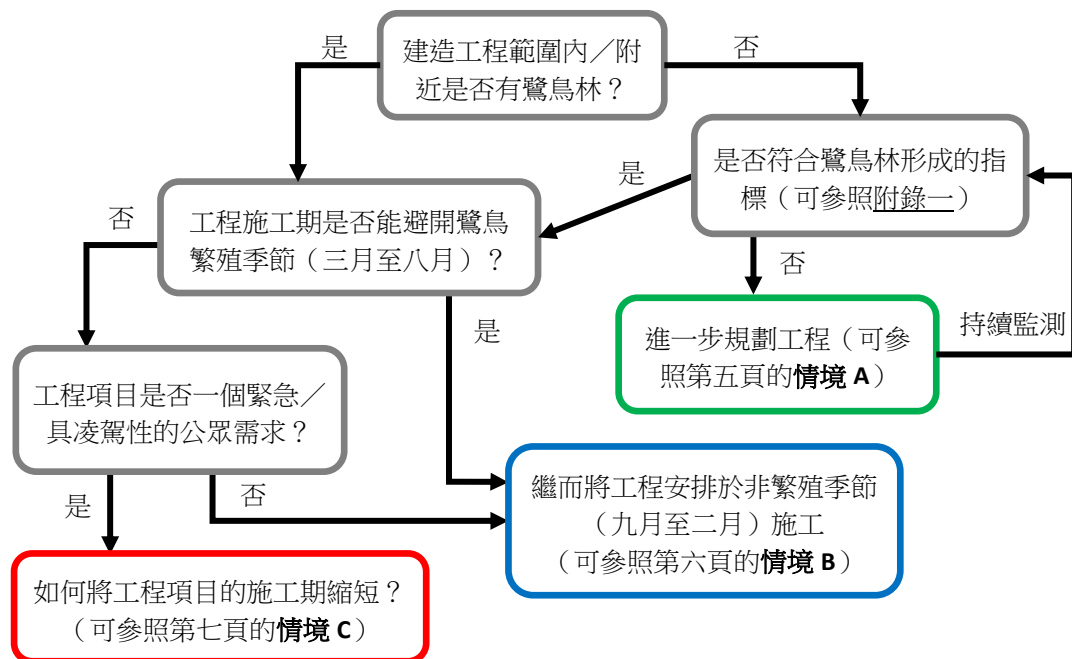 是
建造工程範圍內／附
近是否有鷺鳥林？
否
是否符合鷺鳥林形成的指
標（可參照附錄一）
是
否
工程施工期是否能避開鷺鳥
繁殖季節（三月至八月）？
否
是
進一步規劃工程（可參
照第五頁的情境 A）
持續監測
工程項目是否一個緊急／
具凌駕性的公眾需求？
是
否
繼而將工程安排於非繁殖季節
（九月至二月）施工
（可參照第六頁的情境 B）
如何將工程項目的施工期縮短？
（可參照第七頁的情境 C）